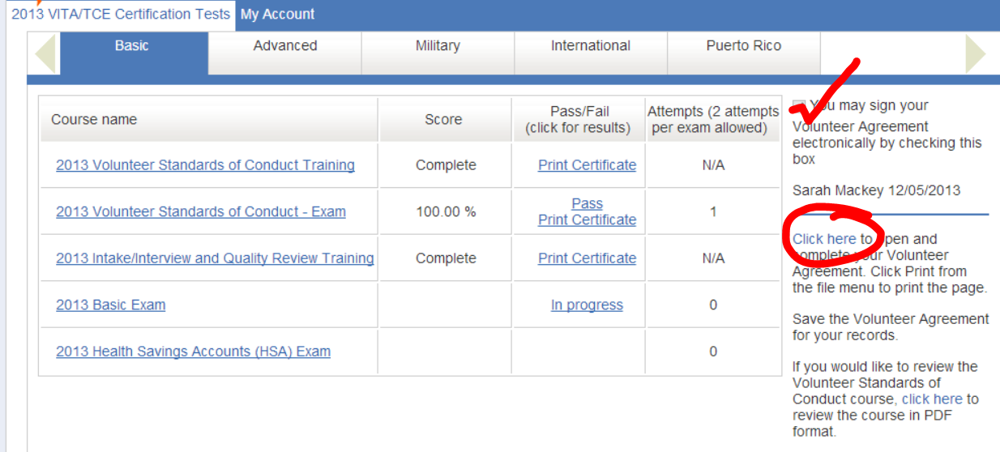 2013 VITA/TCE Certification Tests My Account
Basic Advanced Military International Puerto Rico
Course name Score Pass/Fail (click for results) Attempts (2 attempts per exam allowed)
2013 Volunteer Standards of Conduct Training Complete Print Certificate N/A
2013 Volunteer Standards of Conduct - Exam 100.00 % Pass Print Certificate 1
2013 Intake/Interview and Quality Review Training Complete Print Certificate N/A
2013 Basic Exam In progress 0
2013 Health Savings Accounts (HSA) Exam 0
You may sign your
Volunteer Agreement
electronically by checking this
box
Sarah Mackey 12/05/2013
Click here to open and
complete your Volunteer
Agreement. Click Print from
the file menu to print the page.
Save the Volunteer Agreement
for your records.
If you would like to review the
Volunteer Standards of
Conduct course, click here to
review the course in PDF
format.